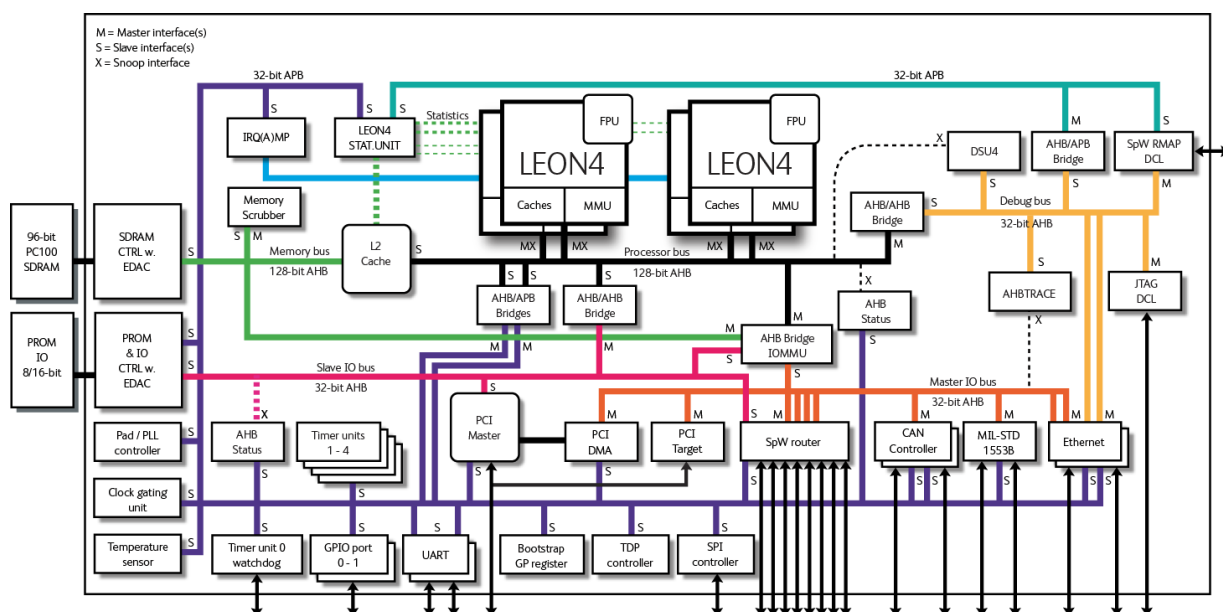 M = Master interface(s)
S = Slave interface(s)
X = Snoop interface
32-bit APB
32-bit APB
S
S
S
M
S
Statistics
IRQ(A)MP
LEON4
STAT.UNIT
FPU
LEON4
Caches
MMU
FPU
LEON4
Caches
MMU
X
DSU4
AHB/APB
Bridge
SpW RMAP
DCL
S
S
M
Memory
Scrubber
S
M
AHB/AHB
Bridge
S
Debug bus
32-bit AHB
M
96-bit
PC100
SDRAM
SDRAM
CTRL w.
EDAC
S
Memory bus
128-bit AHB
L2
Cache
S
MX
MX
Processor bus
128-bit AHB
S
S
S
X
S
M
AHB/APB
Bridges
AHB/AHB
Bridge
AHB
Status
AHBTRACE
JTAG
DCL
X
PROM
IO
8/16-bit
PROM
& IO
CTRL w.
EDAC
S
S
M
M
M
M
M
S
S
AHB Bridge
IOMMU
S
Slave IO bus
32-bit AHB
Master IO bus
32-bit AHB
X
S
M
M
S
M
M
M
M
M
Pad / PLL
controller
S
AHB
Status
Timer units
1 - 4
PCI
Master
PCI
DMA
PCI
Target
SpW router
CAN
Controller
MIL-STD
1553B
Ethernet
S
S
S
S
S
S
S
S
S
S
Clock gating
unit
S
S
S
S
S
S
S
S
Temperature
sensor
S
Timer unit 0
watchdog
GPIO port
0 - 1
UART
Bootstrap
GP register
TDP
controller
SPI
controller